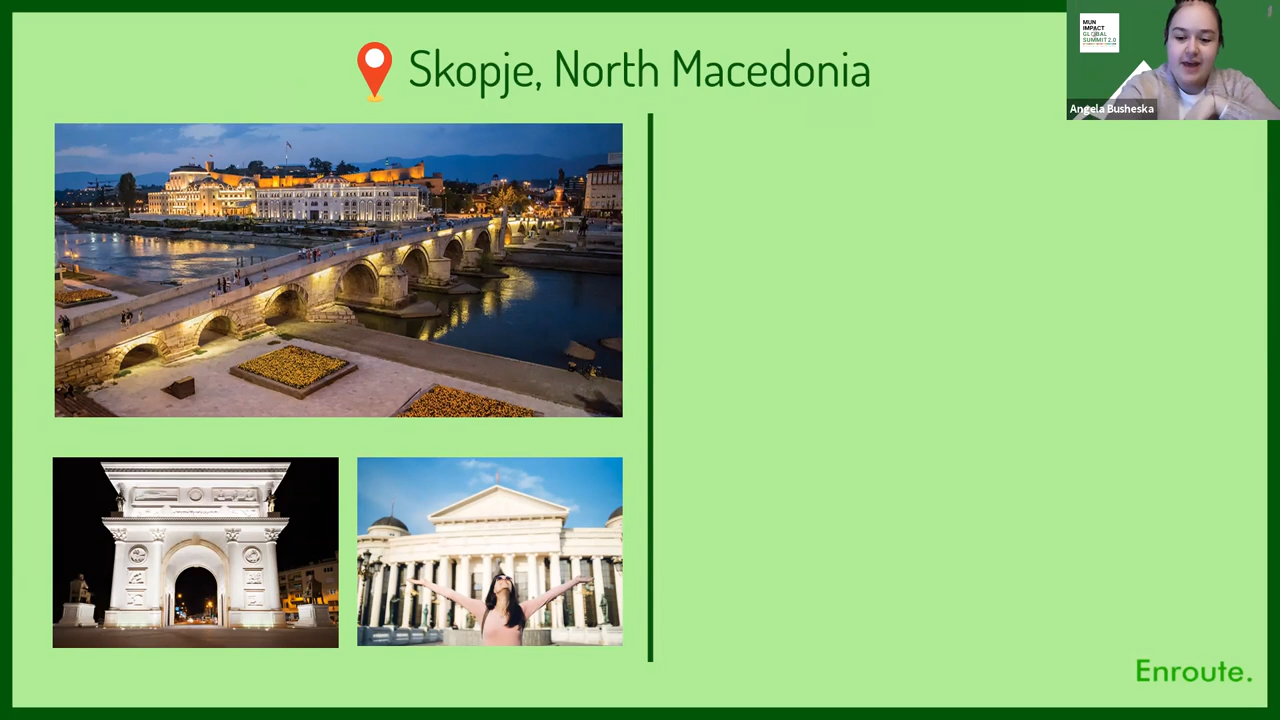 Skopje, North Macedonia
MUN
IMPACT
GLOBAL
SUMMIT 2.0
Angela Busheska
Enroute.